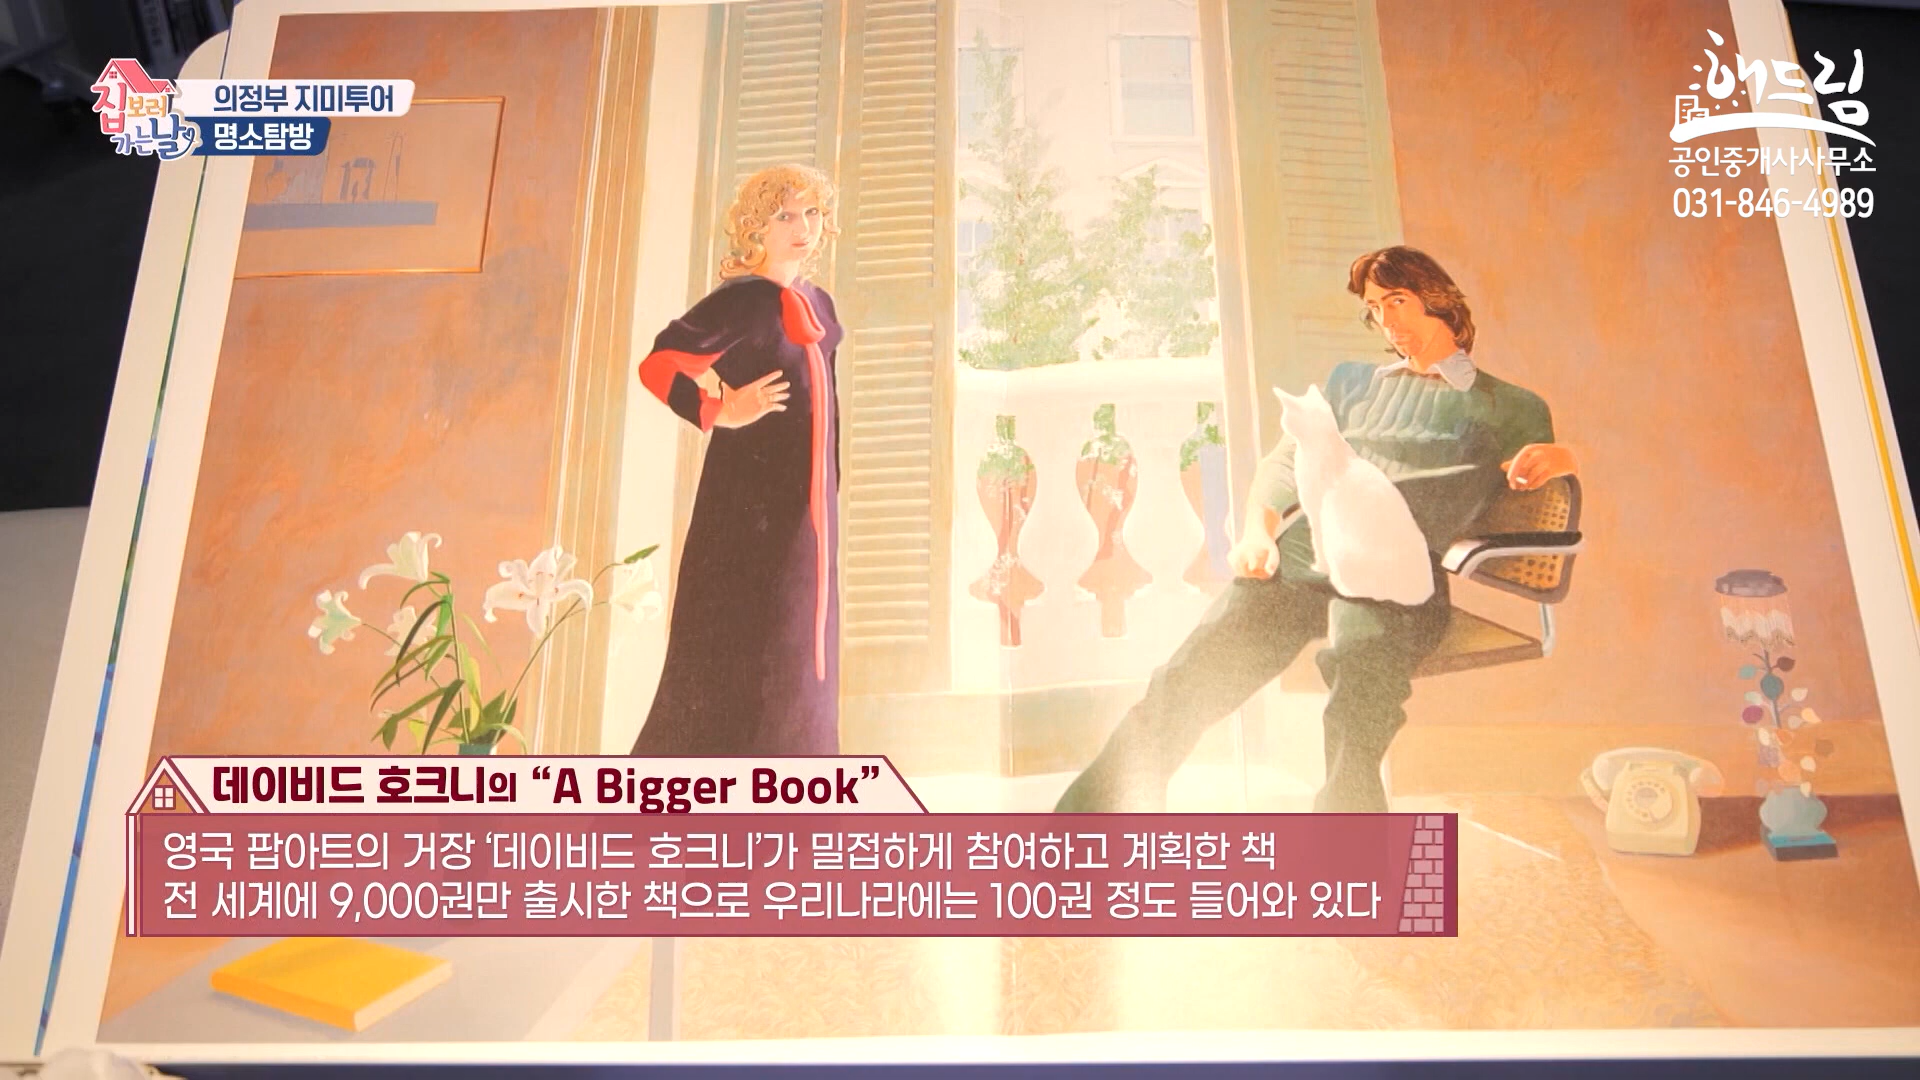 집보러
가는날
의정부 지미투어
명소탐방
해드림
공인중개사사무소
031-846-4989
데이비드 호크니의 “A Bigger Book”
영국 팝아트의 거장 ‘데이비드 호크니’가 밀접하게 참여하고 계획한 책
전 세계에 9,000권만 출시한 책으로 우리나라에는 100권 정도 들어와 있다